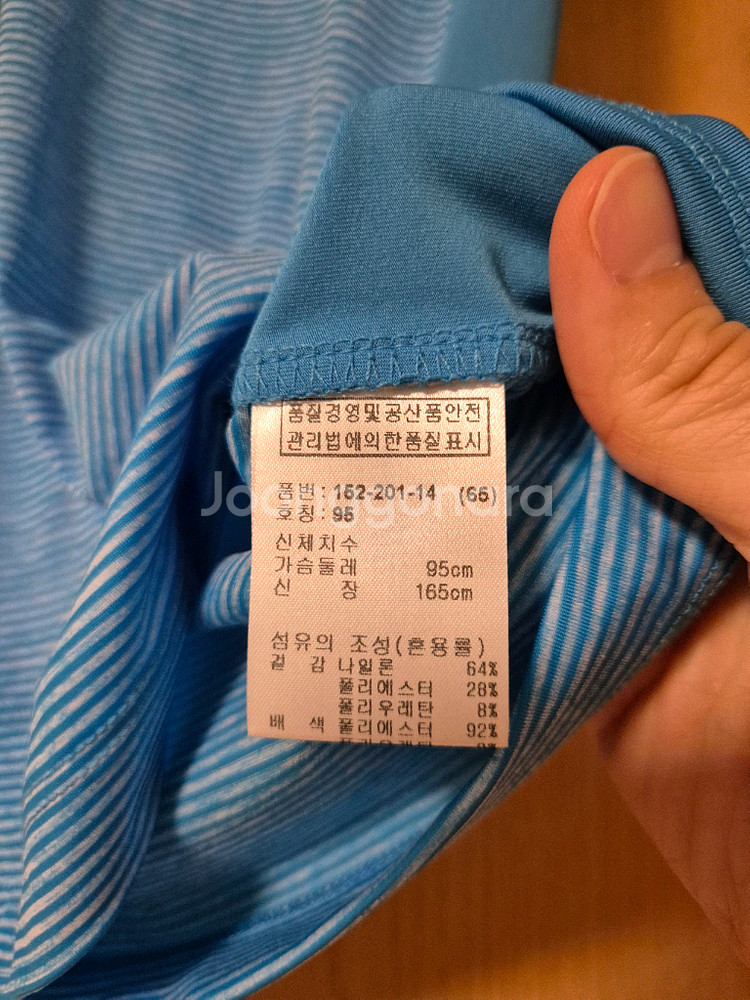 품질경영및공산품안전
관리법에의한품질표시
품번: 152-201-14 (65)
호칭: 95
신체치수
가슴둘레 95cm
신 장 165cm
섬유의 조성(혼용률)
겉 감 나일론 64%
폴리에스터 28%
폴리우레탄 8%
배 색 폴리에스터 92%
Joonggonara